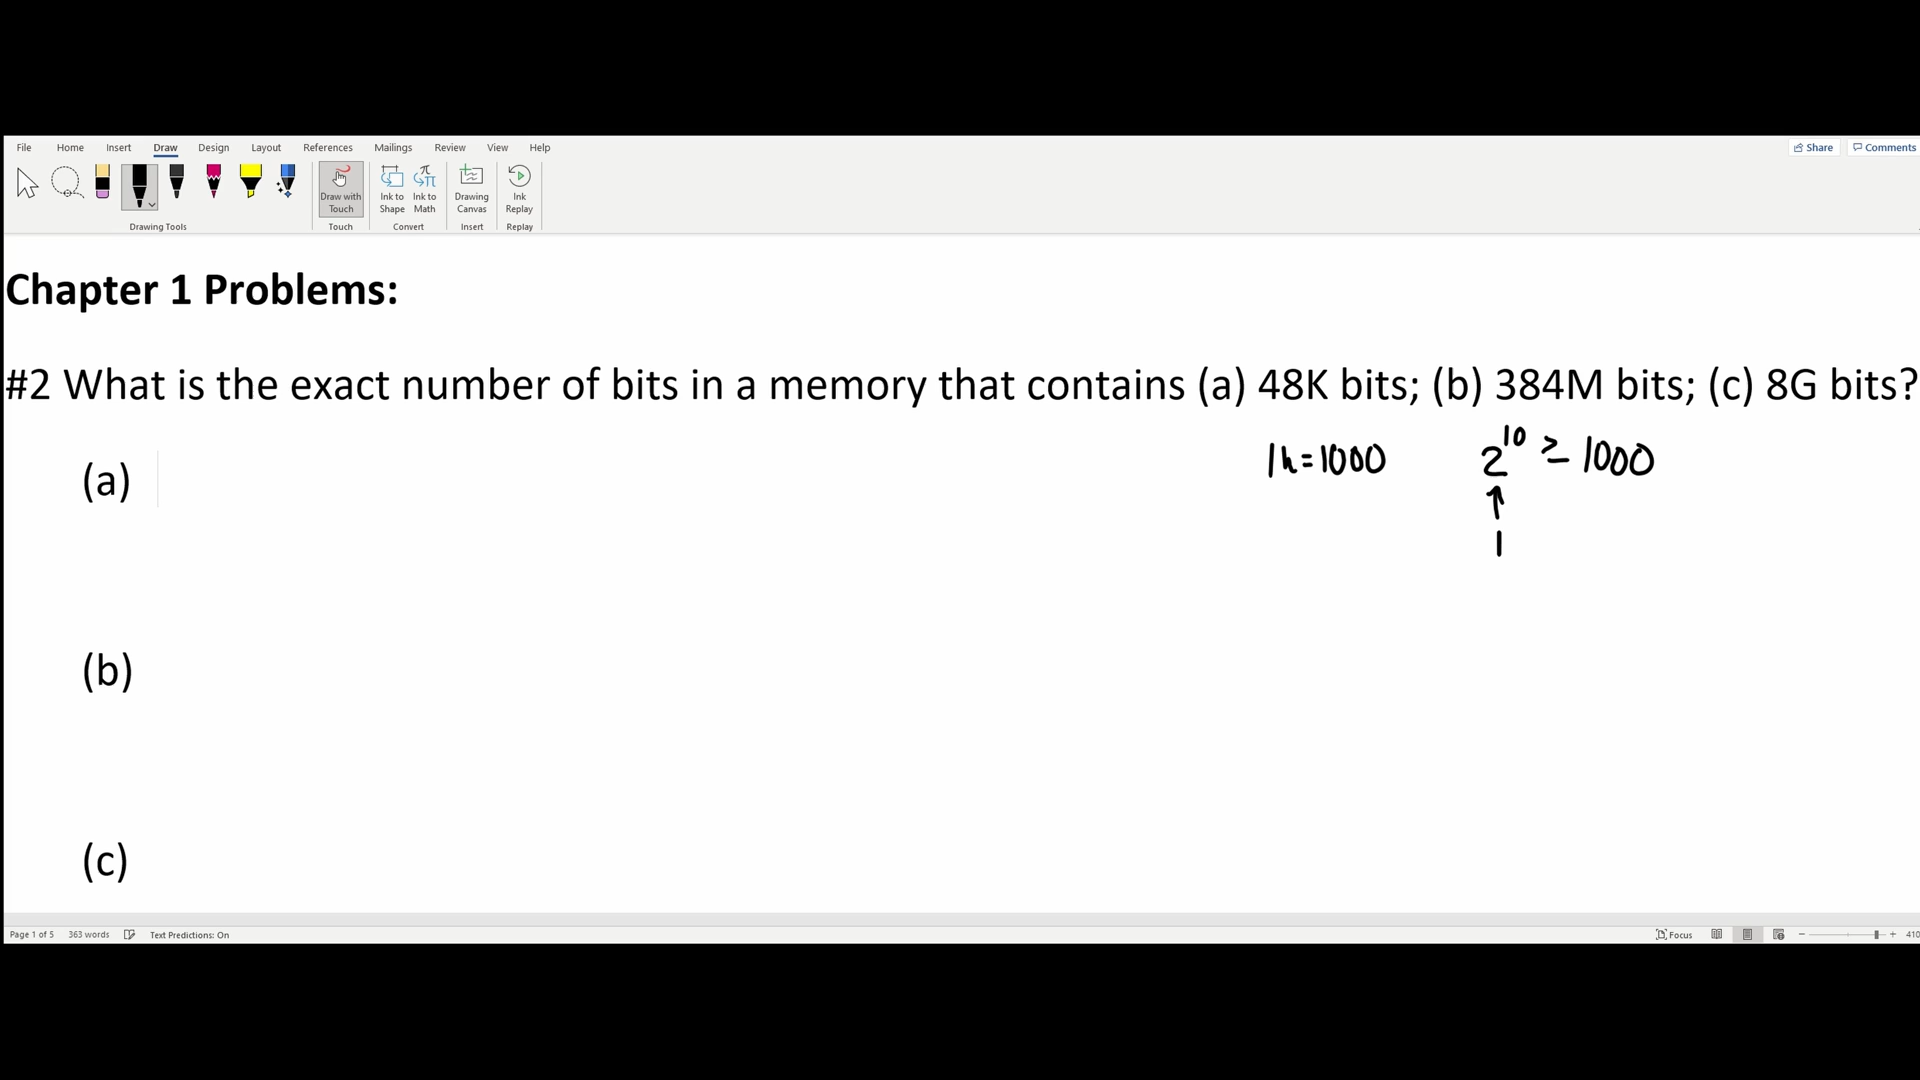 File Home Insert Draw Design Layout References Mailings Review View Help Share Comments
Draw with Touch Ink to Shape Ink to Math Drawing Canvas Ink Replay
Drawing Tools Touch Convert Insert Replay
Chapter 1 Problems:
#2 What is the exact number of bits in a memory that contains (a) 48K bits; (b) 384M bits; (c) 8G bits?
1k=1000 2^10 ≥ 1000
(a)
1
(b)
(c)
Page 1 of 5 363 words Text Predictions: On Focus 410